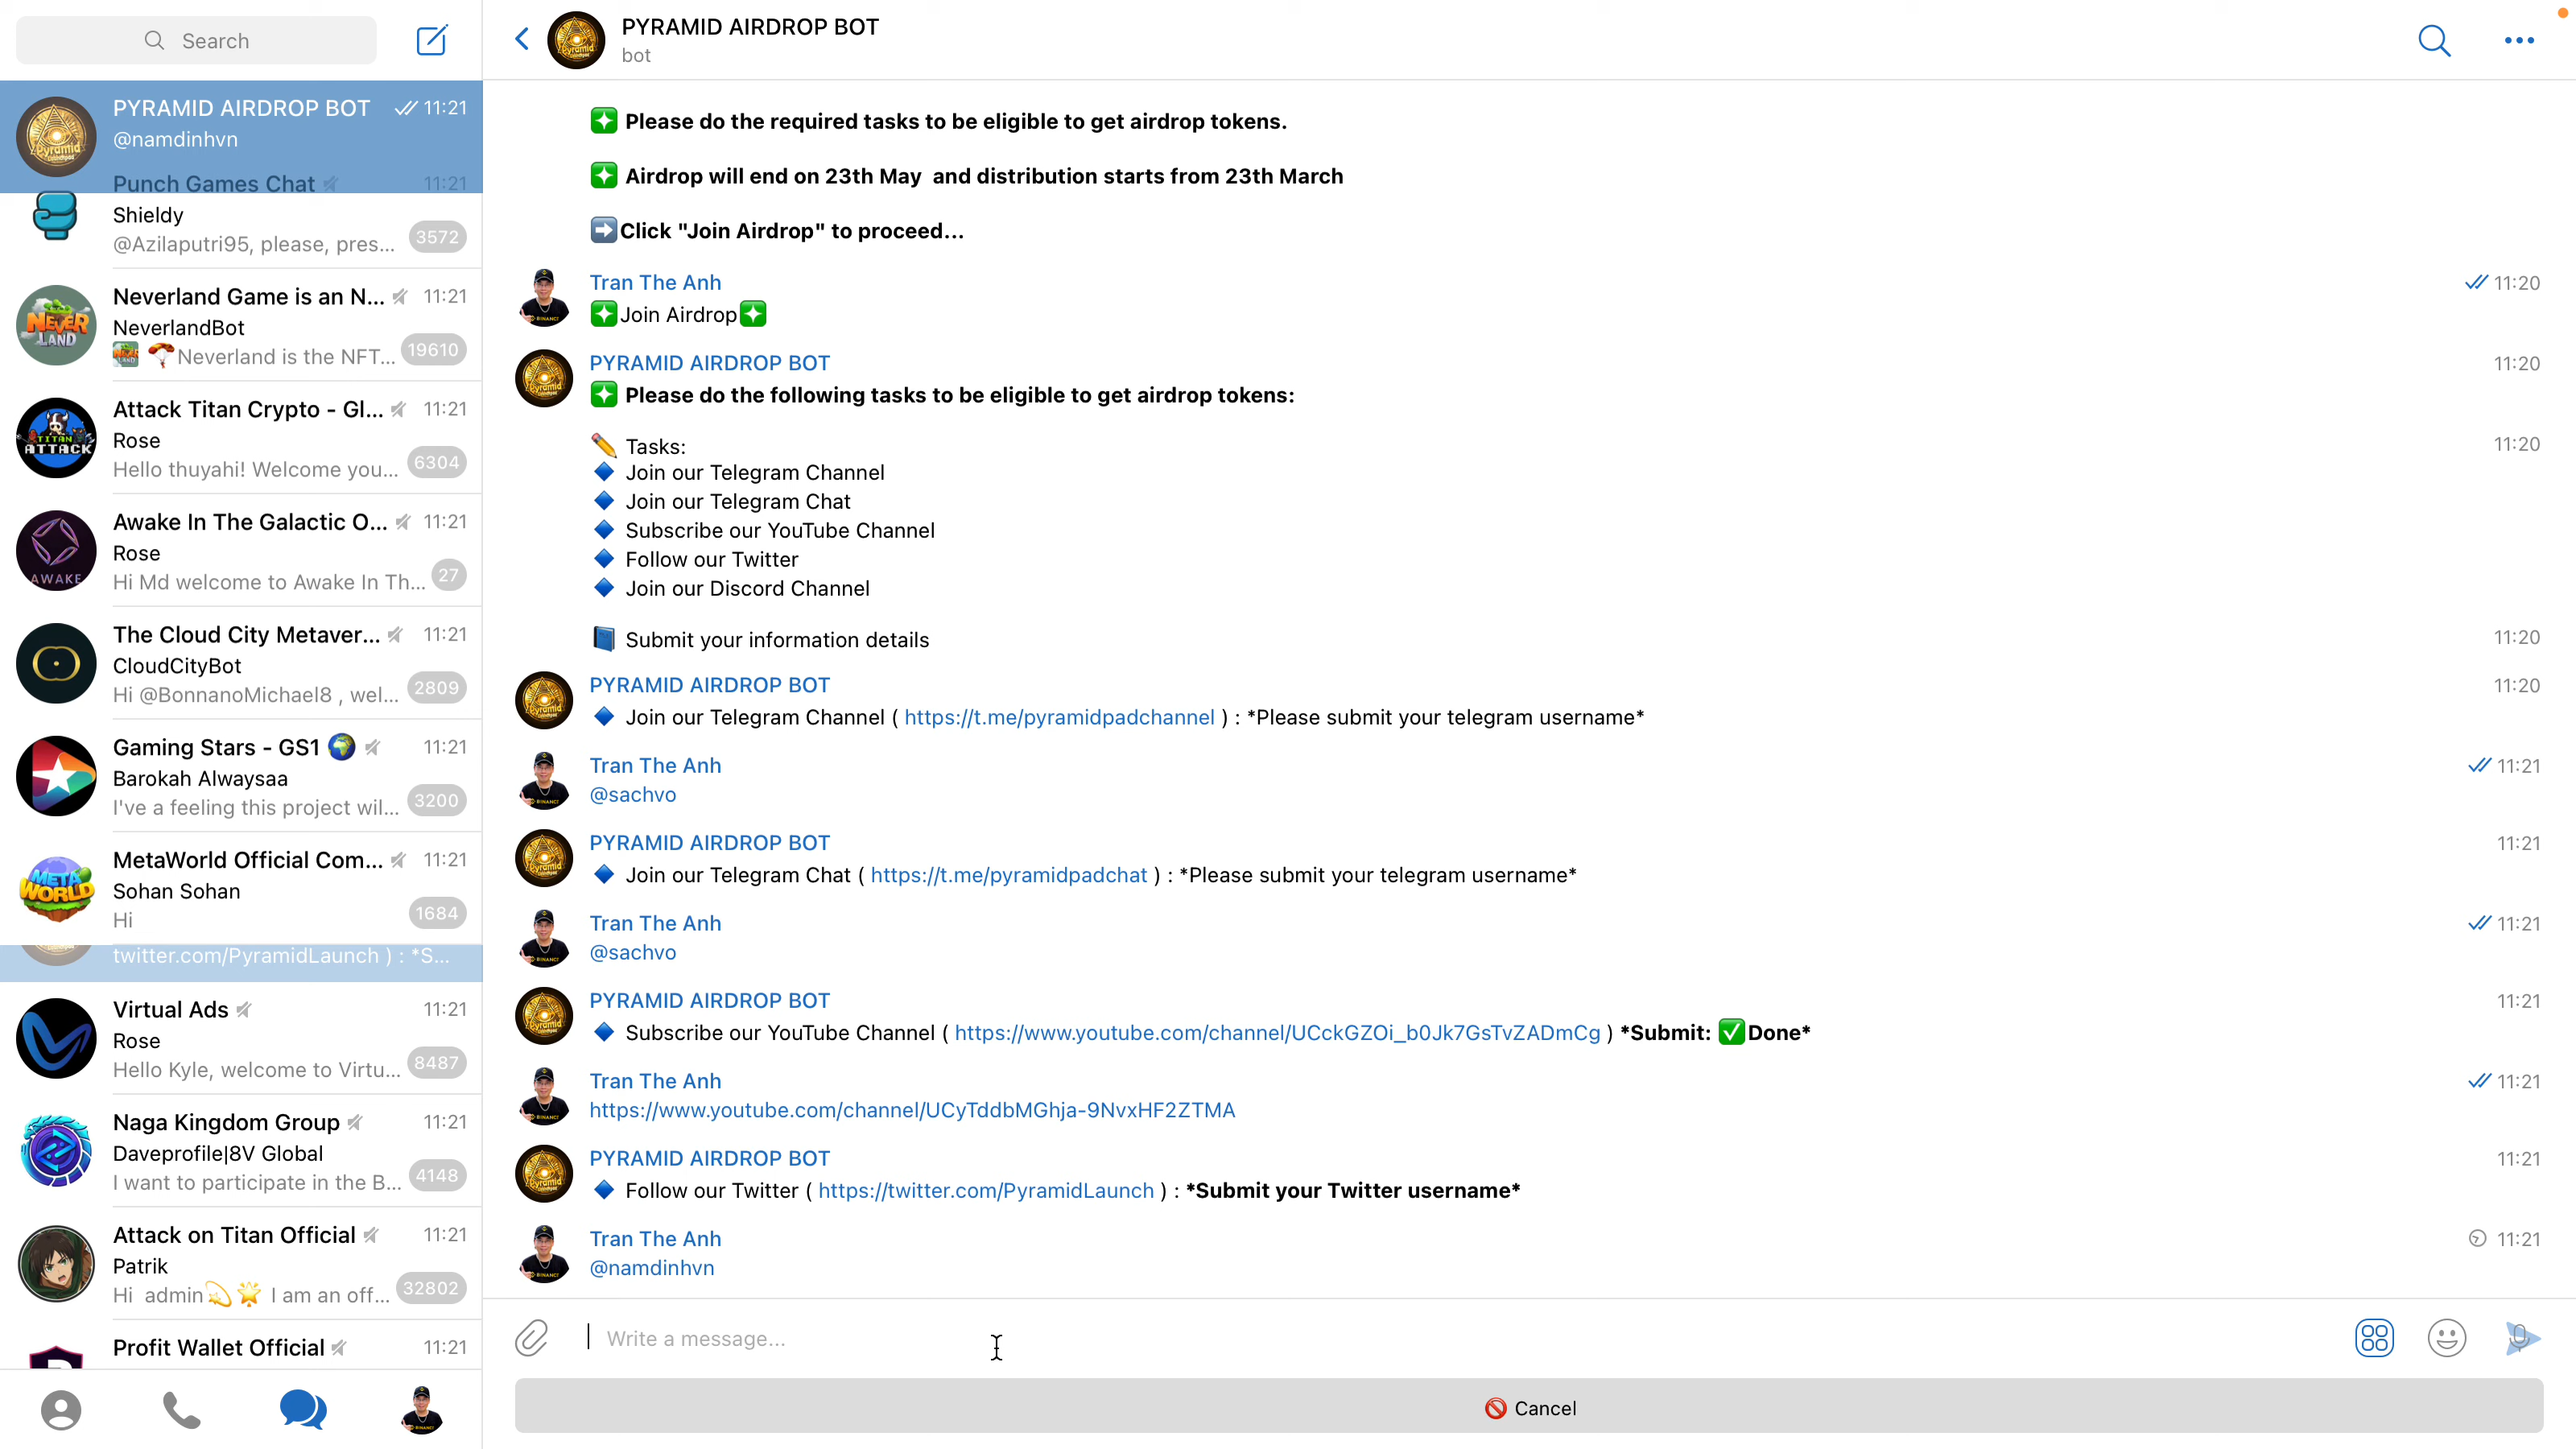 Search
PYRAMID AIRDROP BOT 11:21
@namdinhvn
Punch Games Chat 11:21
Shieldy
@Azilaputri95, please, pres... 3572
Neverland Game is an N... 11:21
NeverlandBot
Neverland is the NFT... 19610
Attack Titan Crypto - Gl... 11:21
Rose
Hello thuyahi! Welcome you... 6304
Awake In The Galactic O... 11:21
Rose
Hi Md welcome to Awake In Th... 27
The Cloud City Metaver... 11:21
CloudCityBot
Hi @BonnanoMichael8 , wel... 2809
Gaming Stars - GS1 🌍 11:21
Barokah Alwaysaa
I've a feeling this project wil... 3200
MetaWorld Official Com... 11:21
Sohan Sohan
Hi 1684
twitter.com/PyramidLaunch ) : *S...
Virtual Ads 11:21
Rose
Hello Kyle, welcome to Virtu... 8487
Naga Kingdom Group 11:21
Daveprofile|8V Global
I want to participate in the B... 4148
Attack on Titan Official 11:21
Patrik
Hi admin💫 🌟 I am an off... 32802
Profit Wallet Official 11:21
PYRAMID AIRDROP BOT
bot
❇️ Please do the required tasks to be eligible to get airdrop tokens.
❇️ Airdrop will end on 23th May and distribution starts from 23th March
➡️Click "Join Airdrop" to proceed...
Tran The Anh 11:20
❇️Join Airdrop❇️
PYRAMID AIRDROP BOT 11:20
❇️ Please do the following tasks to be eligible to get airdrop tokens:
✏️ Tasks: 11:20
🔹 Join our Telegram Channel
🔹 Join our Telegram Chat
🔹 Subscribe our YouTube Channel
🔹 Follow our Twitter
🔹 Join our Discord Channel
📘 Submit your information details 11:20
PYRAMID AIRDROP BOT 11:20
🔹 Join our Telegram Channel ( https://t.me/pyramidpadchannel ) : *Please submit your telegram username*
Tran The Anh 11:21
@sachvo
PYRAMID AIRDROP BOT 11:21
🔹 Join our Telegram Chat ( https://t.me/pyramidpadchat ) : *Please submit your telegram username*
Tran The Anh 11:21
@sachvo
PYRAMID AIRDROP BOT 11:21
🔹 Subscribe our YouTube Channel ( https://www.youtube.com/channel/UCckGZOi_b0Jk7GsTvZADmCg ) *Submit: ✅Done*
Tran The Anh 11:21
https://www.youtube.com/channel/UCyTddbMGhja-9NvxHF2ZTMA
PYRAMID AIRDROP BOT 11:21
🔹 Follow our Twitter ( https://twitter.com/PyramidLaunch ) : *Submit your Twitter username*
Tran The Anh 11:21
@namdinhvn
Write a message...
🚫 Cancel